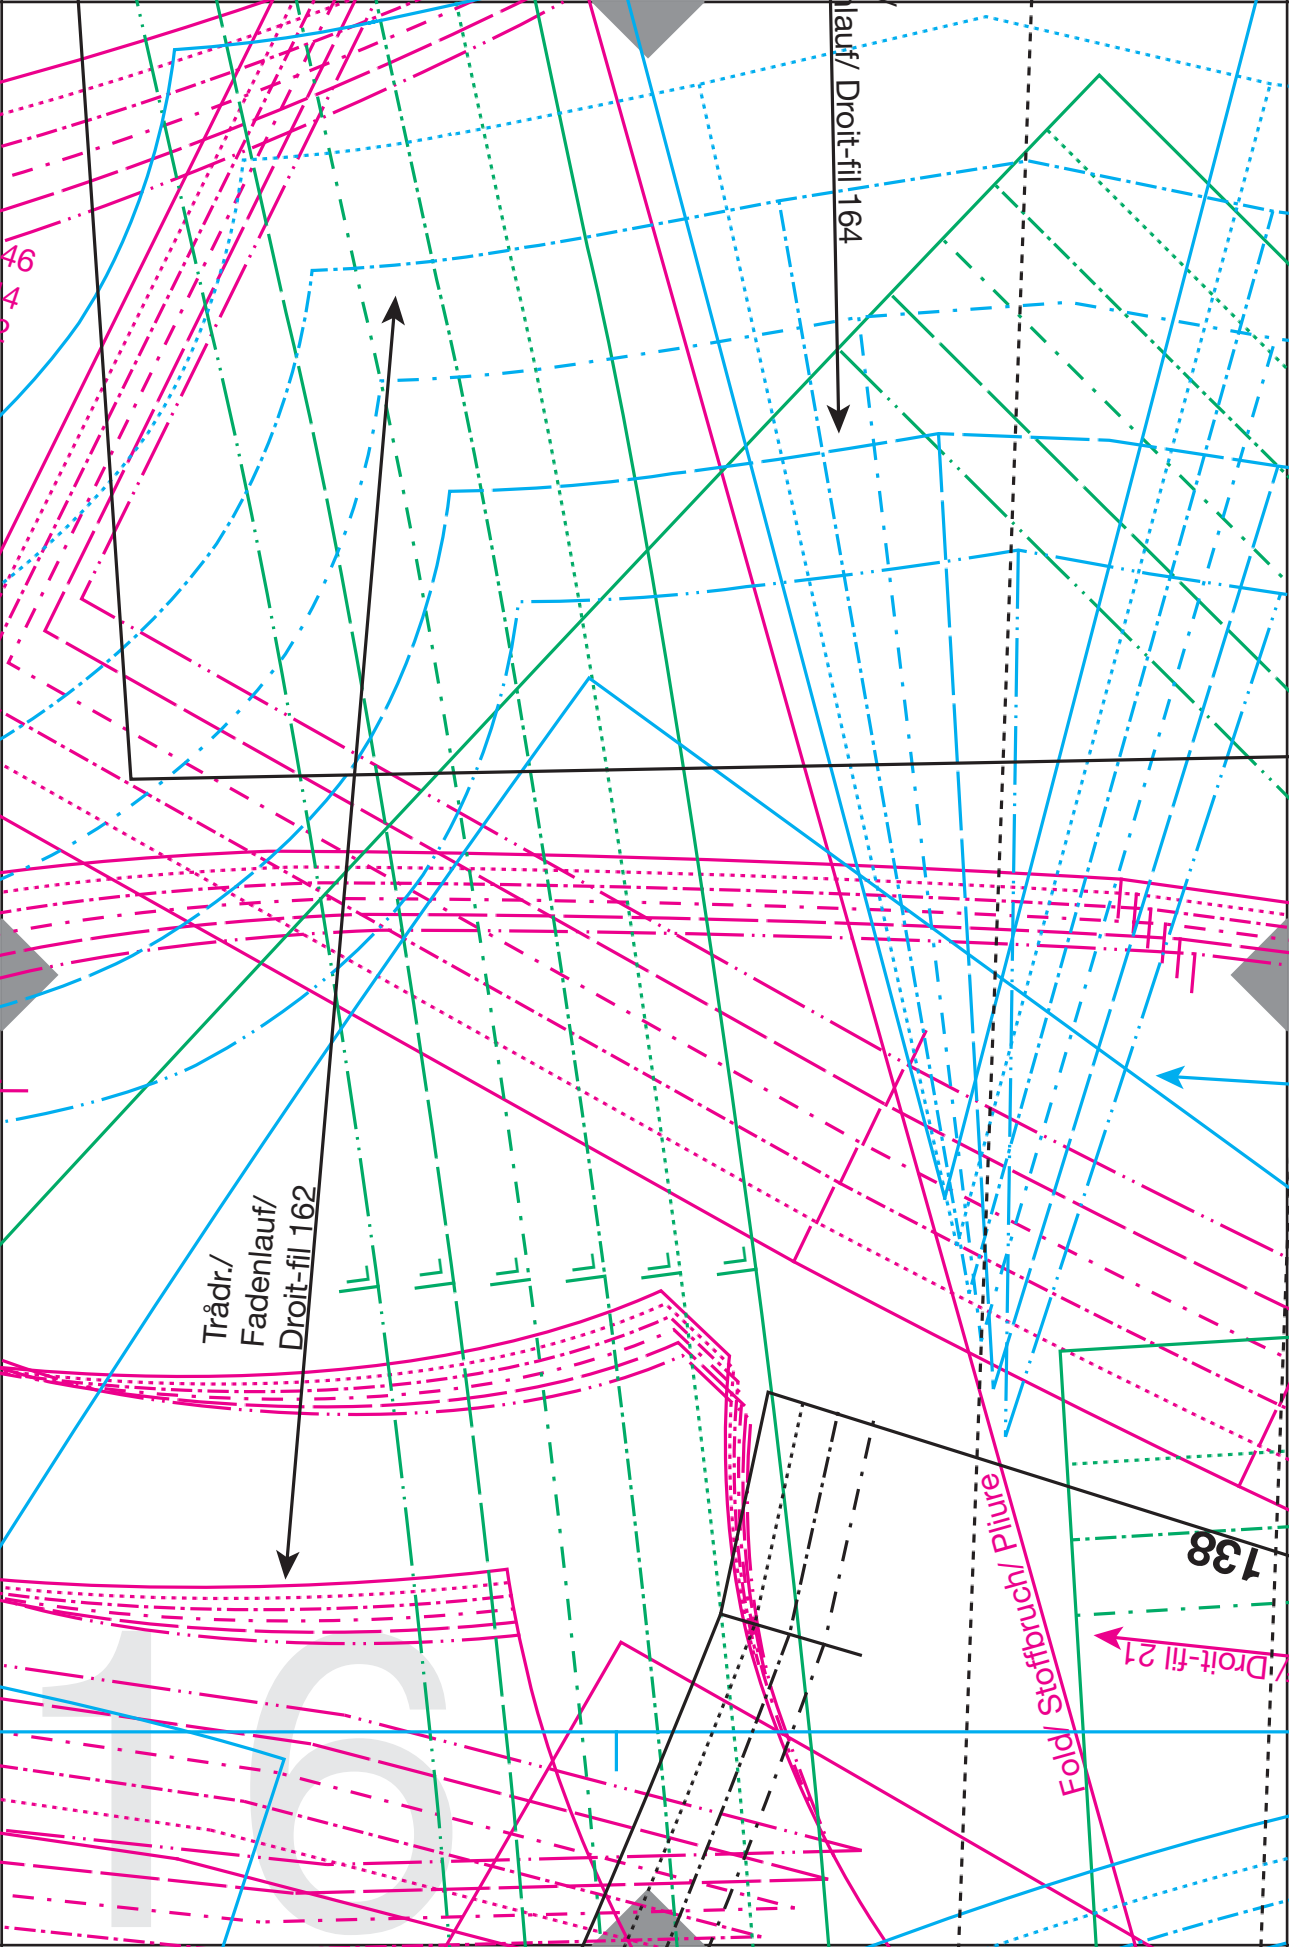 lauf/ Droit-fil 164
46
4
Trådr./
Fadenlauf/
Droit-fil 162
Fold/ Stoffbruch/ Pliure
138
/ Droit-fil 21
16